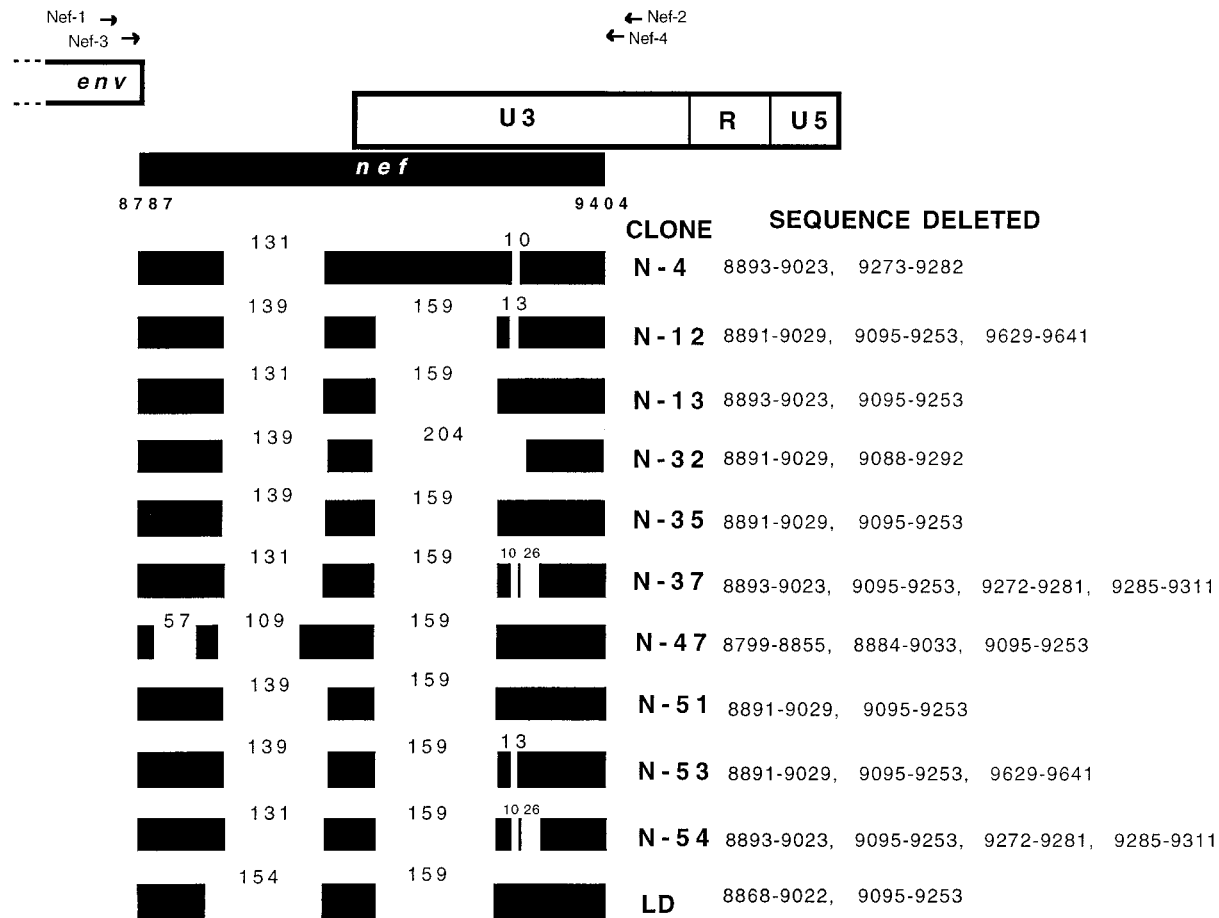 Nef-1 Nef-2
Nef-3 Nef-4
env
U3 R U5
nef
8787 9404
CLONE SEQUENCE DELETED
131 10
N-4 8893-9023, 9273-9282
139 159 13
N-12 8891-9029, 9095-9253, 9629-9641
131 159
N-13 8893-9023, 9095-9253
139 204
N-32 8891-9029, 9088-9292
139 159
N-35 8891-9029, 9095-9253
131 159 10 26
N-37 8893-9023, 9095-9253, 9272-9281, 9285-9311
57 109 159
N-47 8799-8855, 8884-9033, 9095-9253
139 159
N-51 8891-9029, 9095-9253
139 159 13
N-53 8891-9029, 9095-9253, 9629-9641
131 159 10 26
N-54 8893-9023, 9095-9253, 9272-9281, 9285-9311
154 159
LD 8868-9022, 9095-9253